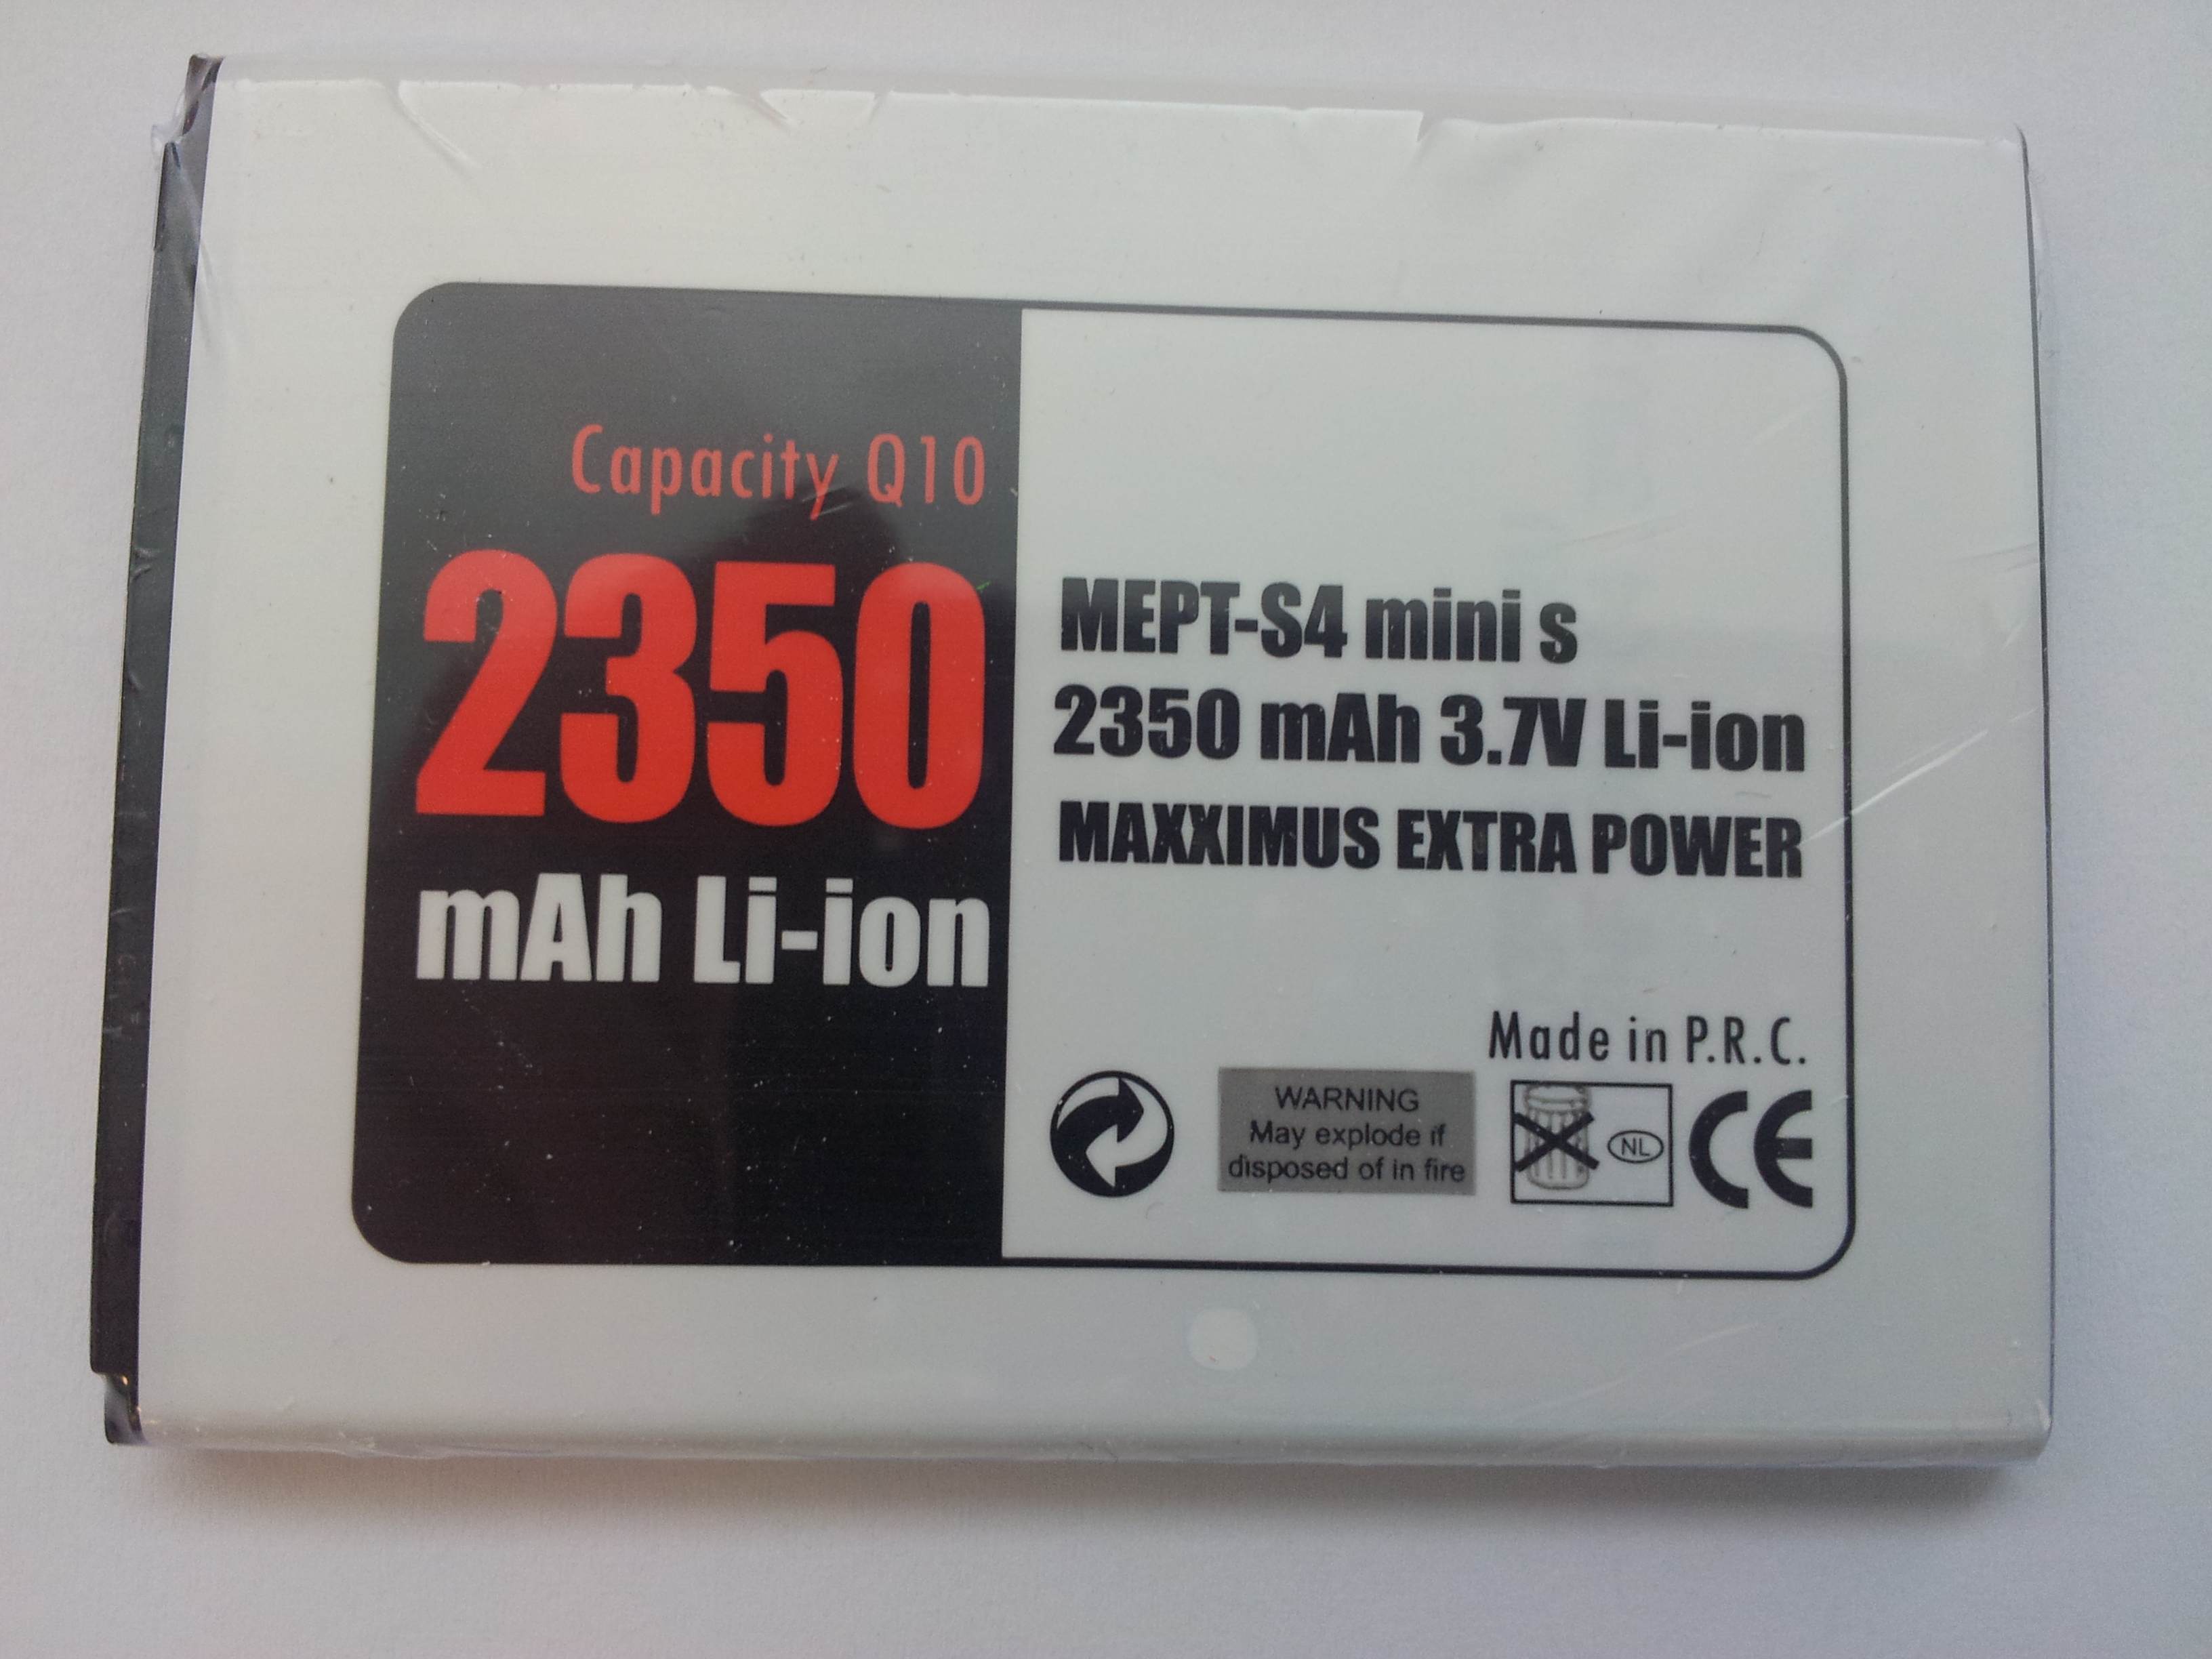 Capacity Q10
2350
mAh Li-ion
MEPT-S4 mini s
2350 mAh 3.7V Li-ion
MAXXIMUS EXTRA POWER
Made in P.R.C.
WARNING
May explode if
disposed of in fire
NL
CE